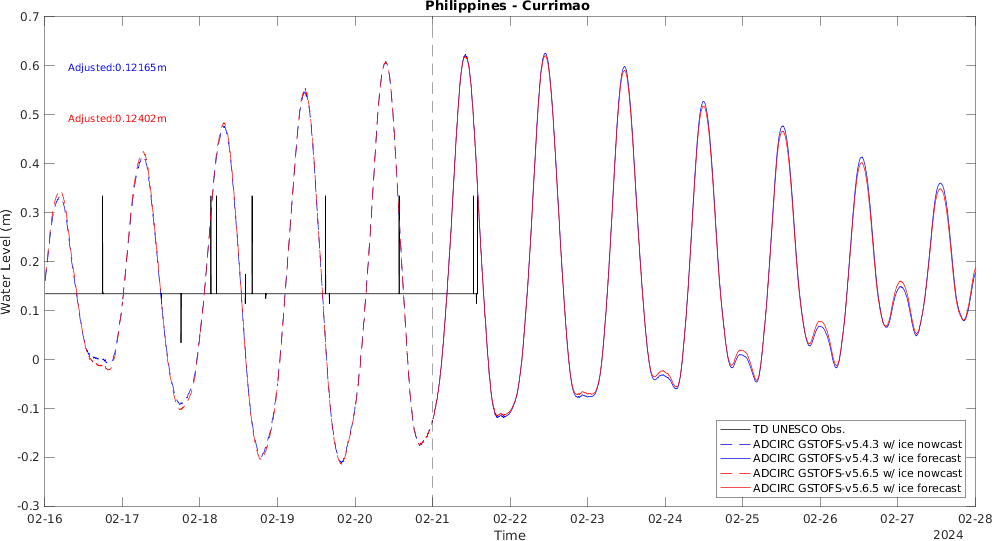 Philippines - Currimao
0.7
0.6
0.5
0.4
0.3
0.2
0.1
0
-0.1
-0.2
-0.3
Water Level (m)
Adjusted:0.12165m
Adjusted:0.12402m
TD UNESCO Obs.
ADCIRC GSTOFS-v5.4.3 w/ ice nowcast
ADCIRC GSTOFS-v5.4.3 w/ ice forecast
ADCIRC GSTOFS-v5.6.5 w/ ice nowcast
ADCIRC GSTOFS-v5.6.5 w/ ice forecast
02-16 02-17 02-18 02-19 02-20 02-21 02-22 02-23 02-24 02-25 02-26 02-27 02-28
Time
2024